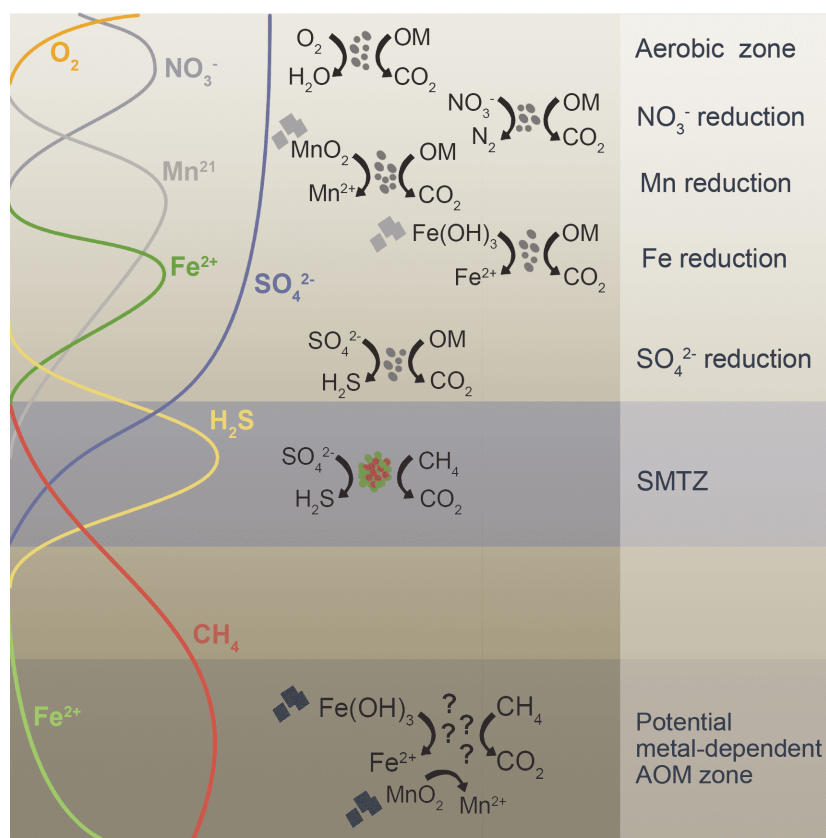 O₂
NO₃⁻
Mn²¹
Fe²⁺
SO₄²⁻
H₂S
CH₄
Fe²⁺
O₂ OM
H₂O CO₂
NO₃⁻ OM
N₂ CO₂
MnO₂ OM
Mn²⁺ CO₂
Fe(OH)₃ OM
Fe²⁺ CO₂
SO₄²⁻ OM
H₂S CO₂
SO₄²⁻ CH₄
H₂S CO₂
Fe(OH)₃ ? CH₄
? ?
Fe²⁺ ? CO₂
MnO₂ Mn²⁺
Aerobic zone
NO₃⁻ reduction
Mn reduction
Fe reduction
SO₄²⁻ reduction
SMTZ
Potential
metal-dependent
AOM zone